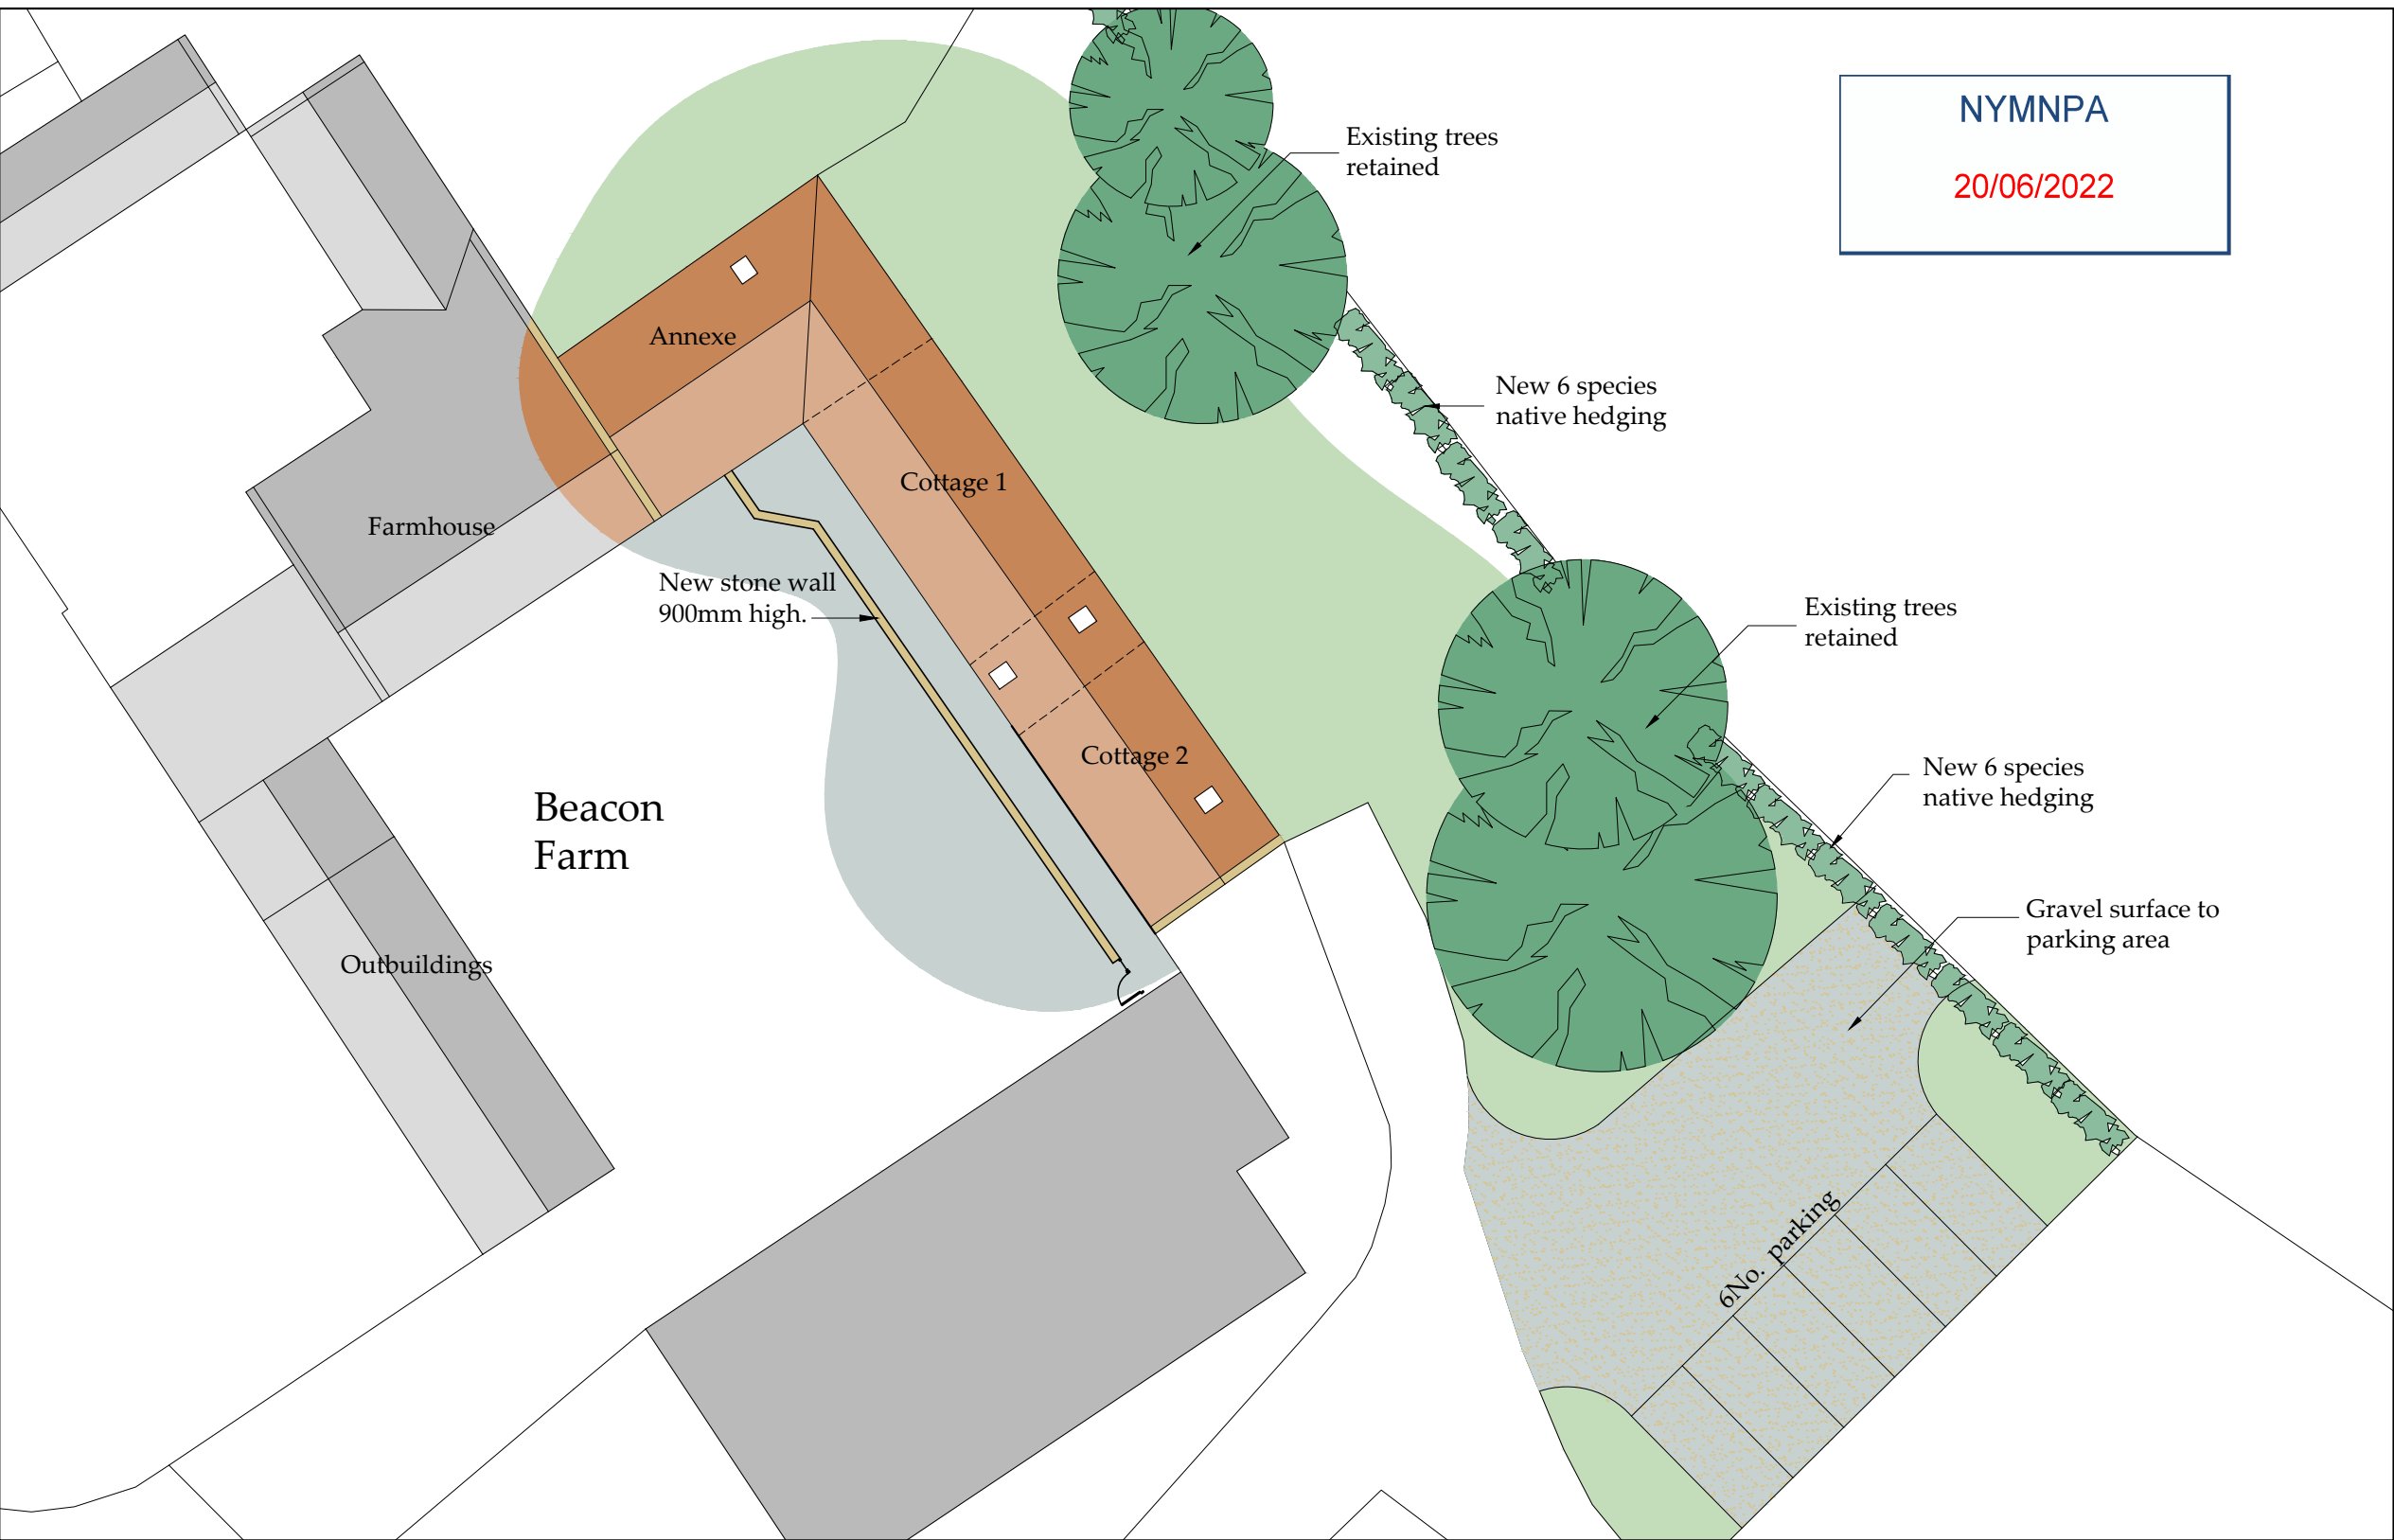 NYMNPA
20/06/2022
Existing trees
retained
Annexe
New 6 species
native hedging
Cottage 1
Farmhouse
New stone wall
900mm high.
Existing trees
retained
Cottage 2
New 6 species
native hedging
Beacon
Farm
Gravel surface to
parking area
Outbuildings
6No. parking